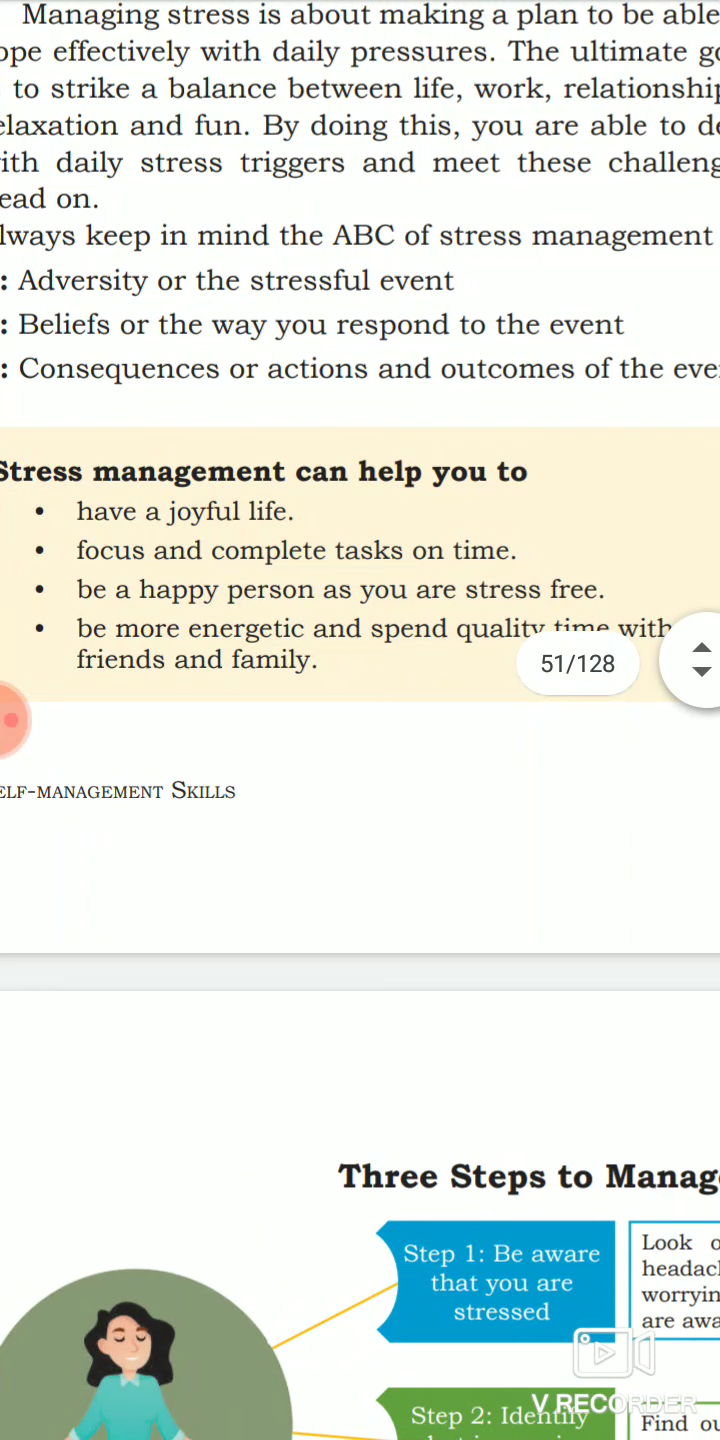 Managing stress is about making a plan to be able
ope effectively with daily pressures. The ultimate go
to strike a balance between life, work, relationship
elaxation and fun. By doing this, you are able to de
ith daily stress triggers and meet these challeng
ead on.
lways keep in mind the ABC of stress management
: Adversity or the stressful event
: Beliefs or the way you respond to the event
: Consequences or actions and outcomes of the eve
Stress management can help you to
• have a joyful life.
• focus and complete tasks on time.
• be a happy person as you are stress free.
• be more energetic and spend quality time with
friends and family.
51/128
ELF-MANAGEMENT SKILLS
Three Steps to Manag
Step 1: Be aware
that you are
stressed
Look o
headach
worryin
are awa
V.RECORDER
Step 2: Identify
Find ou